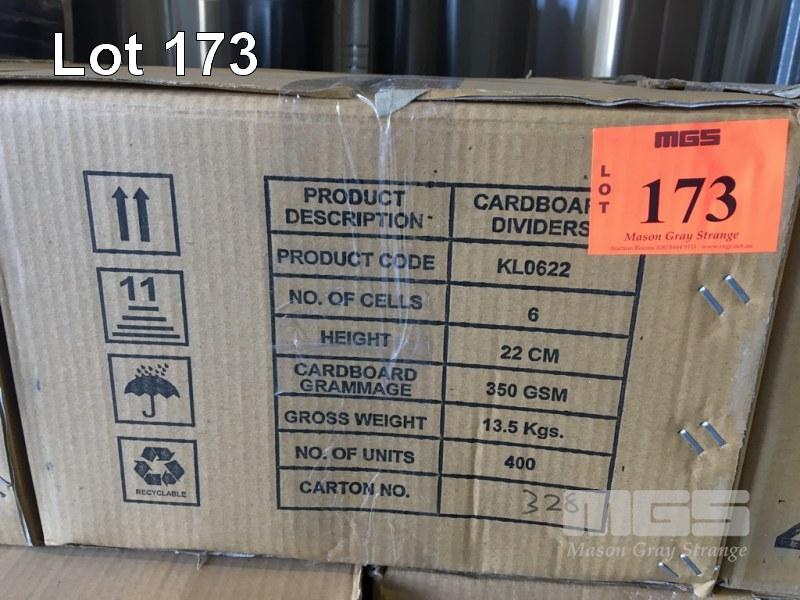 Lot 173
MGS
LOT
173
Mason Gray Strange
PRODUCT DESCRIPTION
CARDBOAR
DIVIDERS
PRODUCT CODE
KL0622
NO. OF CELLS
6
HEIGHT
22 CM
CARDBOARD GRAMMAGE
350 GSM
GROSS WEIGHT
13.5 Kgs.
NO. OF UNITS
400
CARTON NO.
328
11
RECYCLABLE
MGS
Mason Gray Strange